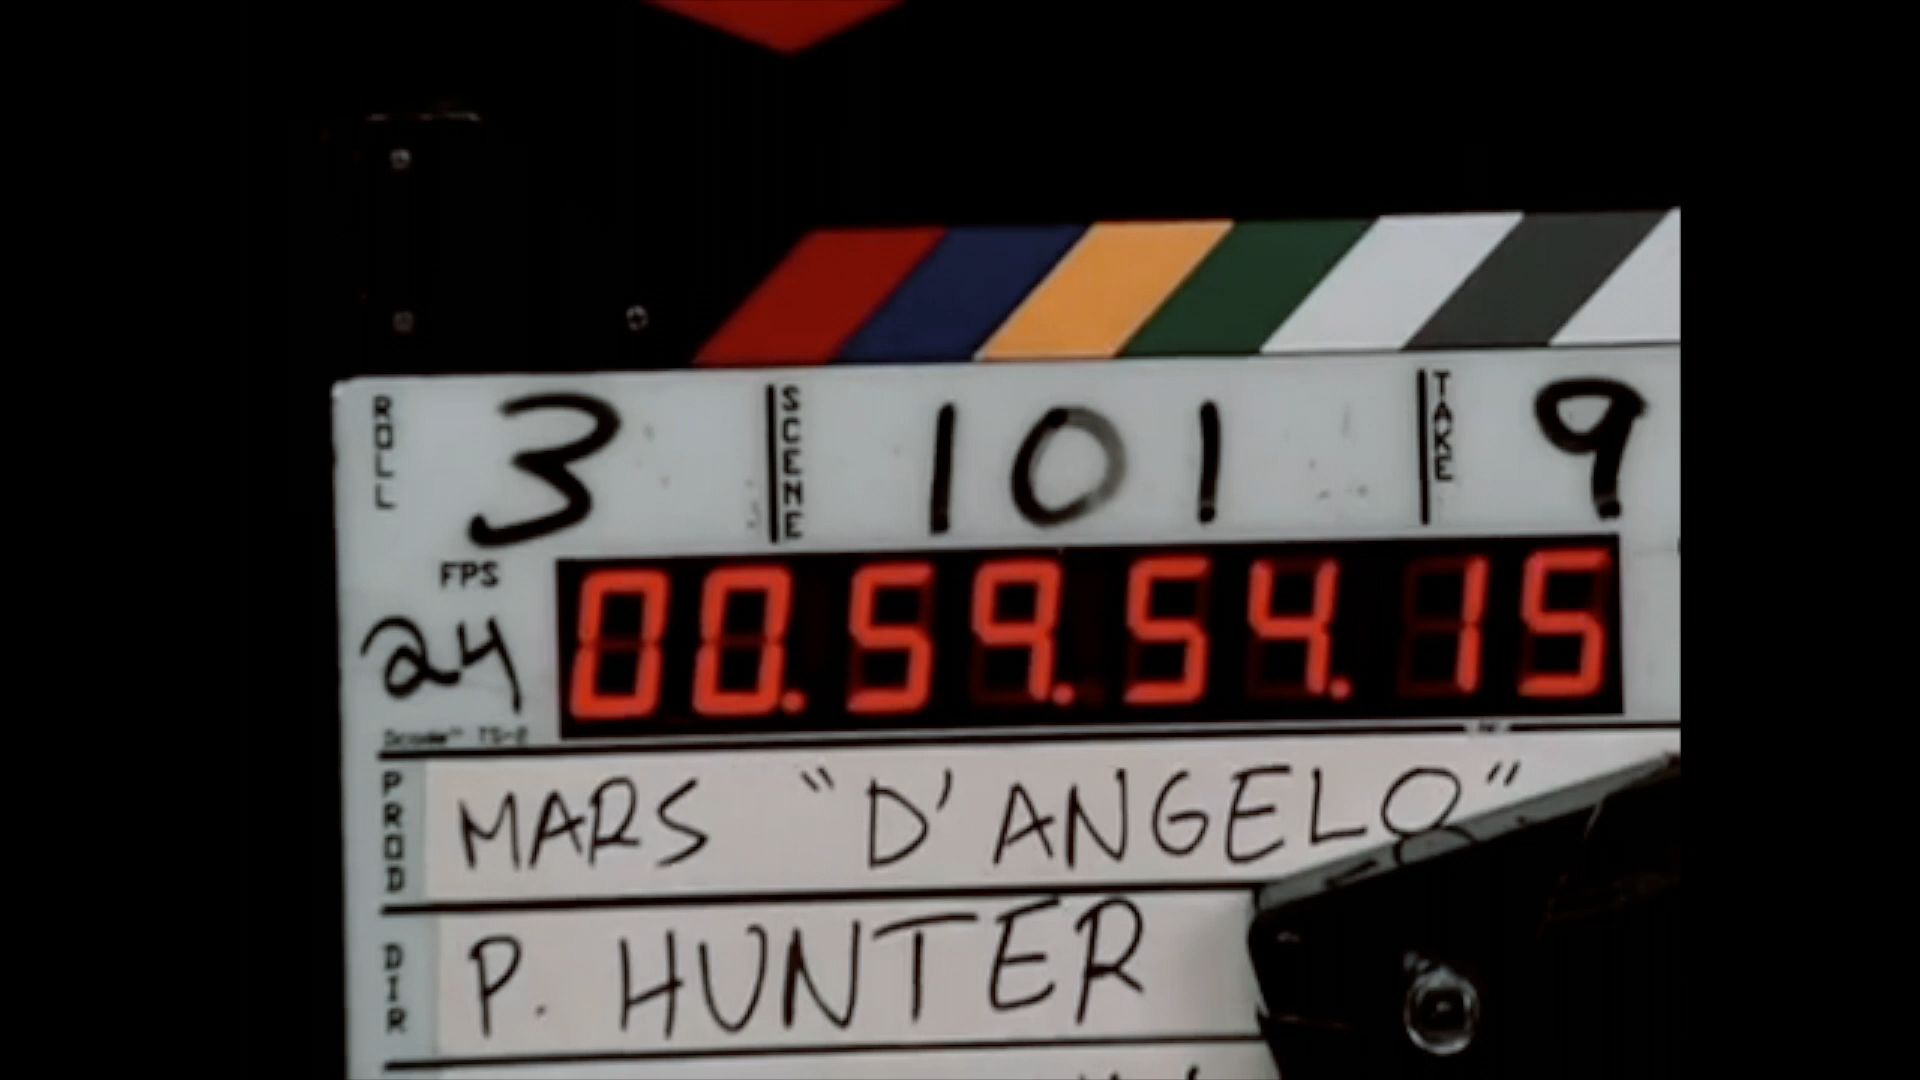 ROLL 3 SCENE 101 TAKE 9
FPS
24
00.59.54.15
PROD MARS "D'ANGELO"
DIR P. HUNTER